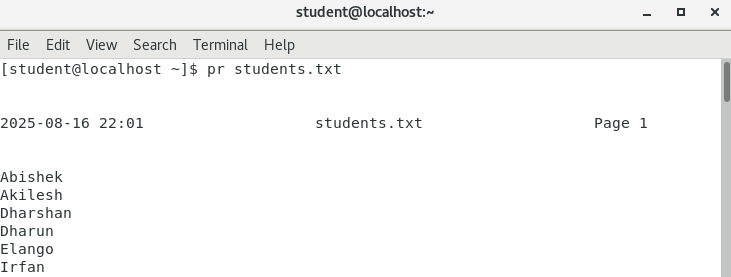 student@localhost:~
File Edit View Search Terminal Help
[student@localhost ~]$ pr students.txt
2025-08-16 22:01 students.txt Page 1
Abishek
Akilesh
Dharshan
Dharun
Elango
Irfan